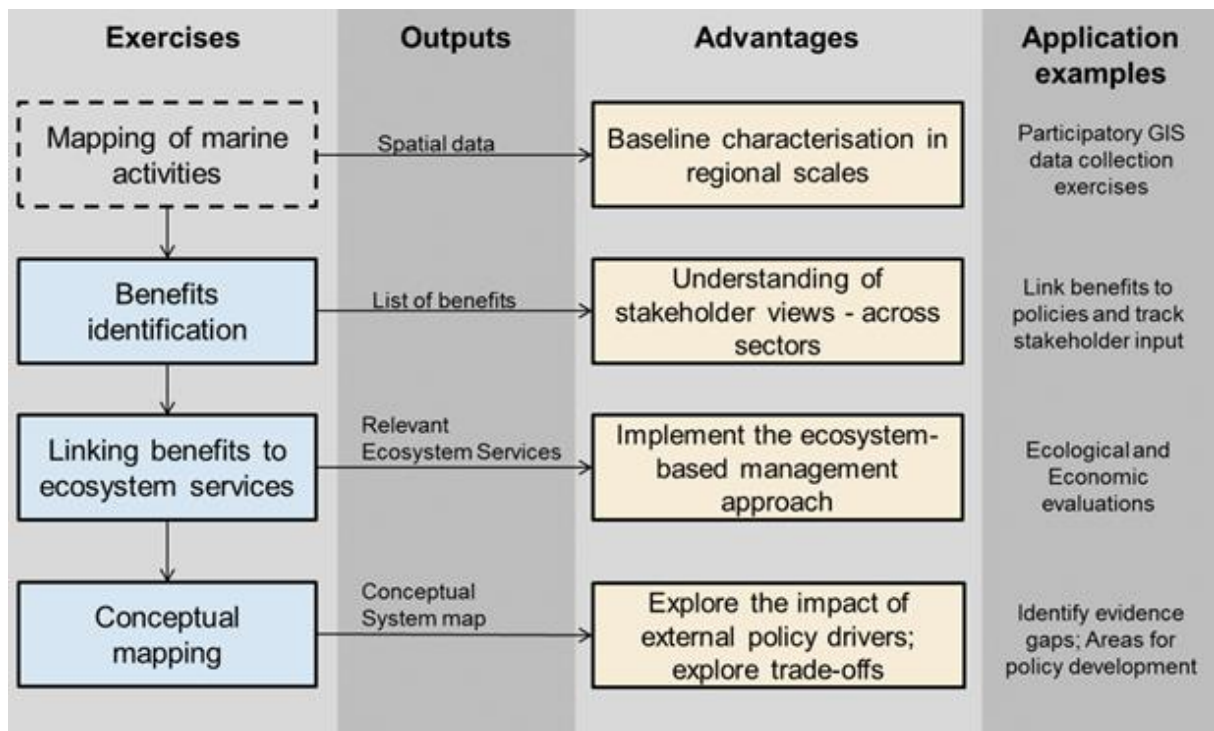 Exercises
Outputs
Advantages
Application
examples
Mapping of marine
activities
Spatial data
Baseline characterisation in
regional scales
Participatory GIS
data collection
exercises
Benefits
identification
List of benefits
Understanding of
stakeholder views - across
sectors
Link benefits to
policies and track
stakeholder input
Linking benefits to
ecosystem services
Relevant
Ecosystem Services
Implement the ecosystem-
based management
approach
Ecological and
Economic
evaluations
Conceptual
mapping
Conceptual
System map
Explore the impact of
external policy drivers;
explore trade-offs
Identify evidence
gaps; Areas for
policy development